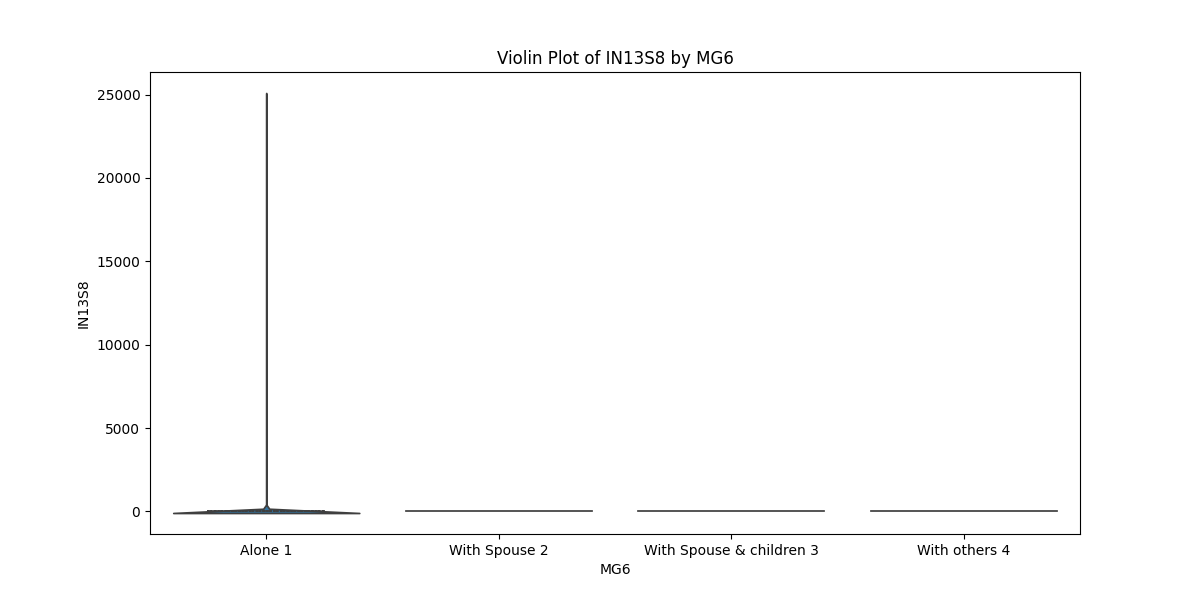 Violin Plot of IN13S8 by MG6
25000
20000
15000
10000
5000
0
IN13S8
Alone 1
With Spouse 2
With Spouse & children 3
With others 4
MG6